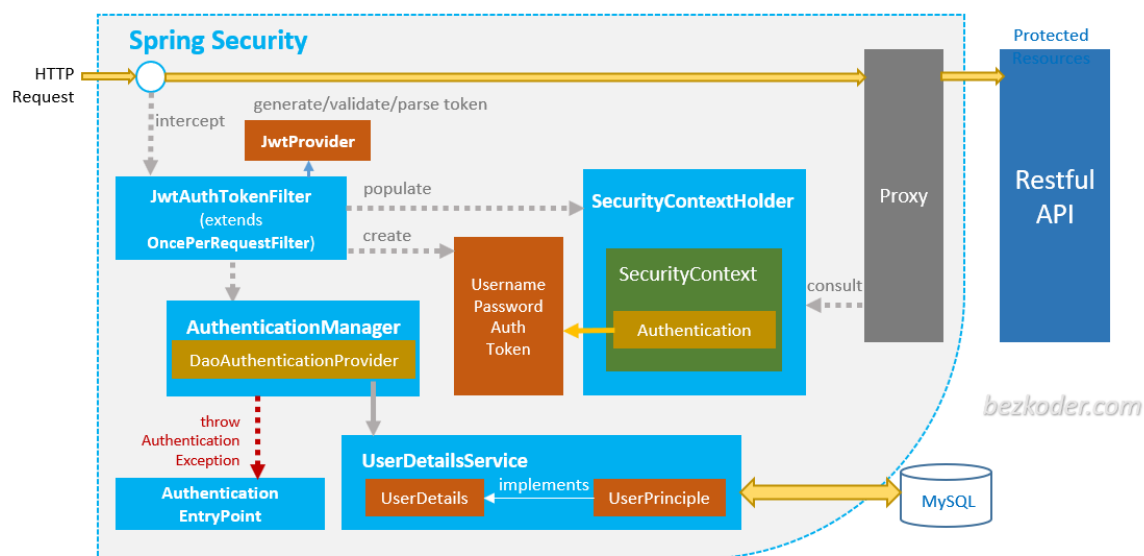 Spring Security
HTTP
Request
intercept
generate/validate/parse token
JwtProvider
JwtAuthTokenFilter
(extends
OncePerRequestFilter)
populate
create
Username
Password
Auth
Token
SecurityContextHolder
SecurityContext
Authentication
consult
Proxy
Protected
Resources
Restful
API
AuthenticationManager
DaoAuthenticationProvider
throw
Authentication
Exception
Authentication
EntryPoint
UserDetailsService
UserDetails
implements
UserPrinciple
MySQL
bezkoder.com